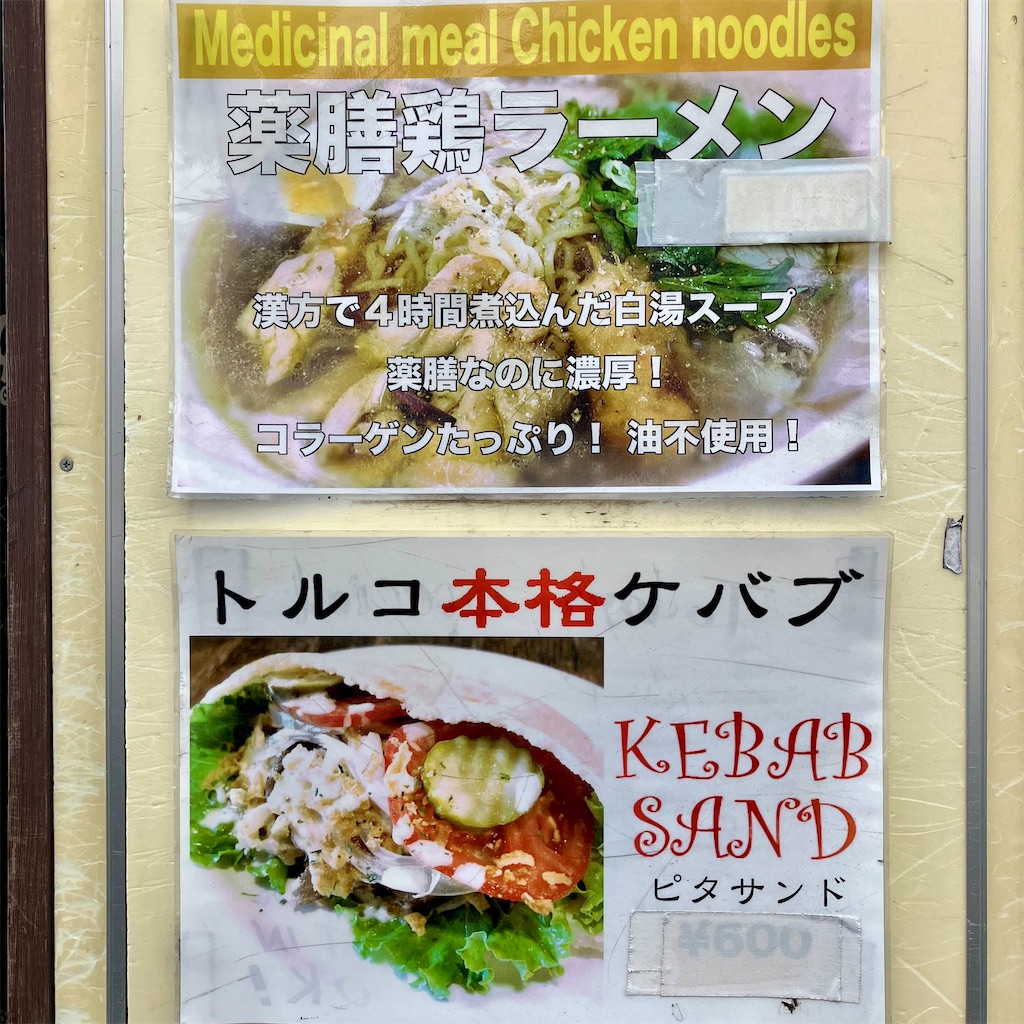 Medicinal meal Chicken noodles
薬膳鶏ラーメン
漢方で４時間煮込んだ白湯スープ
薬膳なのに濃厚！
コラーゲンたっぷり！ 油不使用！
トルコ本格ケバブ
KEBAB
SAND
ピタサンド
¥600